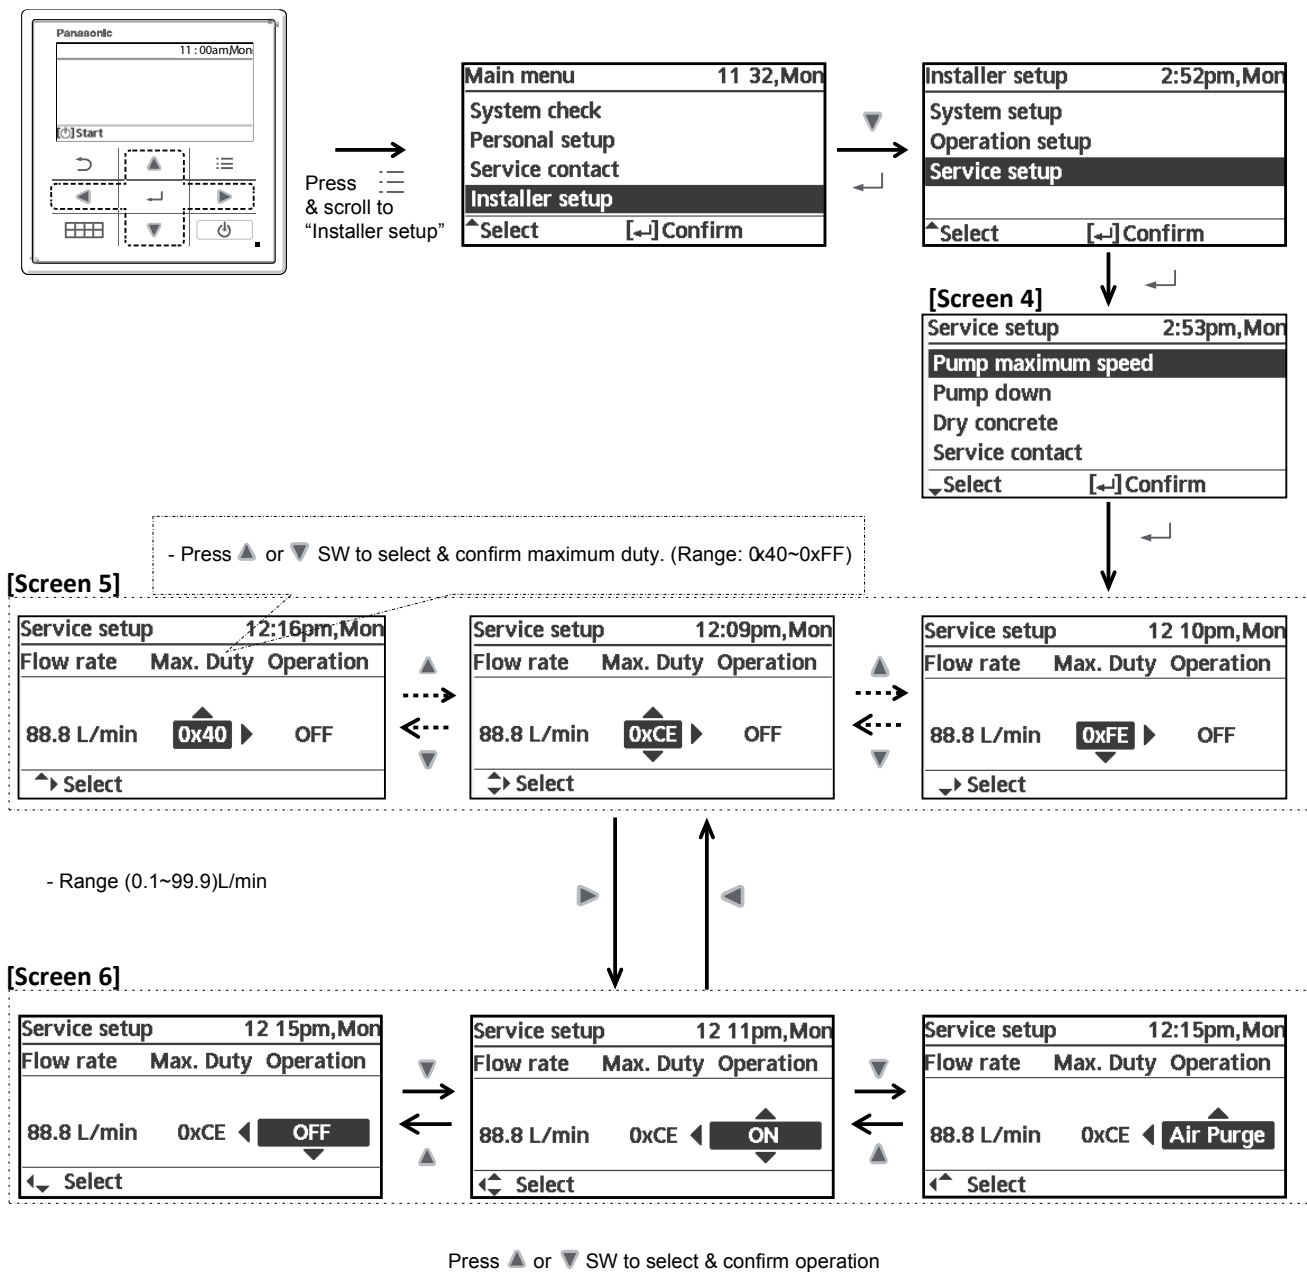 Panasonic
11:00am,Mon
[⏻]Start
Press
& scroll to
“Installer setup”
Main menu 11 32,Mon
System check
Personal setup
Service contact
Installer setup
Select [↵]Confirm
Installer setup 2:52pm,Mon
System setup
Operation setup
Service setup
Select [↵]Confirm
[Screen 4]
Service setup 2:53pm,Mon
Pump maximum speed
Pump down
Dry concrete
Service contact
Select [↵]Confirm
- Press ▲ or ▼ SW to select & confirm maximum duty. (Range: 0x40~0xFF)
[Screen 5]
Service setup 12:16pm,Mon
Flow rate Max. Duty Operation
88.8 L/min 0x40 OFF
Select
Service setup 12:09pm,Mon
Flow rate Max. Duty Operation
88.8 L/min 0xCE OFF
Select
Service setup 12 10pm,Mon
Flow rate Max. Duty Operation
88.8 L/min 0xFE OFF
Select
- Range (0.1~99.9)L/min
[Screen 6]
Service setup 12 15pm,Mon
Flow rate Max. Duty Operation
88.8 L/min 0xCE OFF
Select
Service setup 12 11pm,Mon
Flow rate Max. Duty Operation
88.8 L/min 0xCE ON
Select
Service setup 12:15pm,Mon
Flow rate Max. Duty Operation
88.8 L/min 0xCE Air Purge
Select
Press ▲ or ▼ SW to select & confirm operation